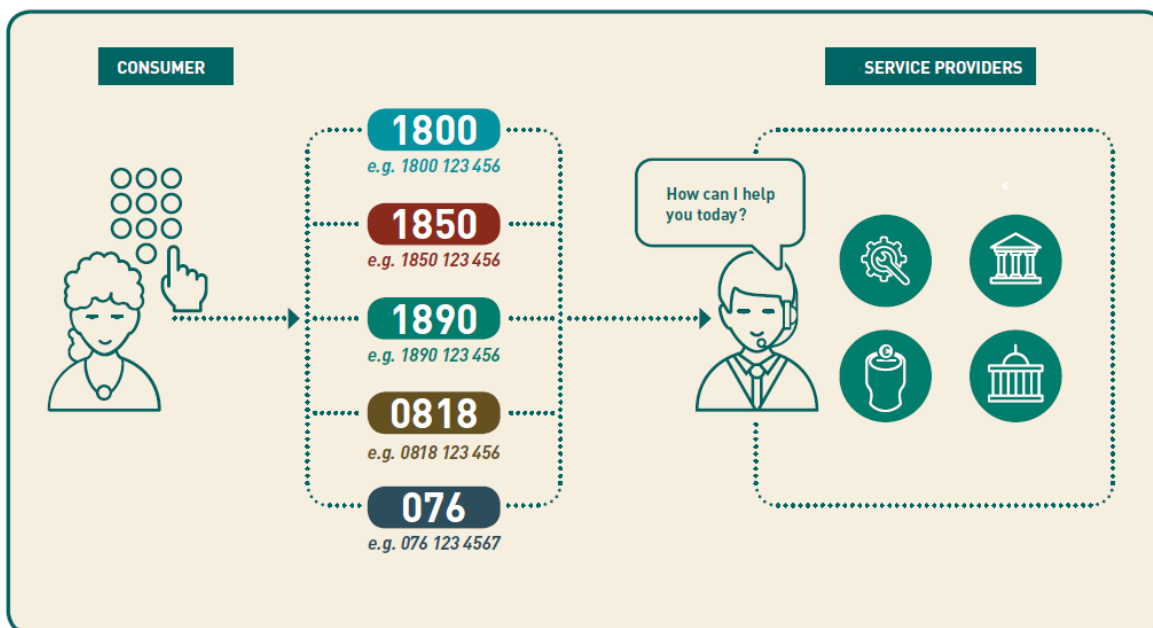 CONSUMER
SERVICE PROVIDERS
1800
e.g. 1800 123 456
1850
e.g. 1850 123 456
1890
e.g. 1890 123 456
0818
e.g. 0818 123 456
076
e.g. 076 123 4567
How can I help
you today?